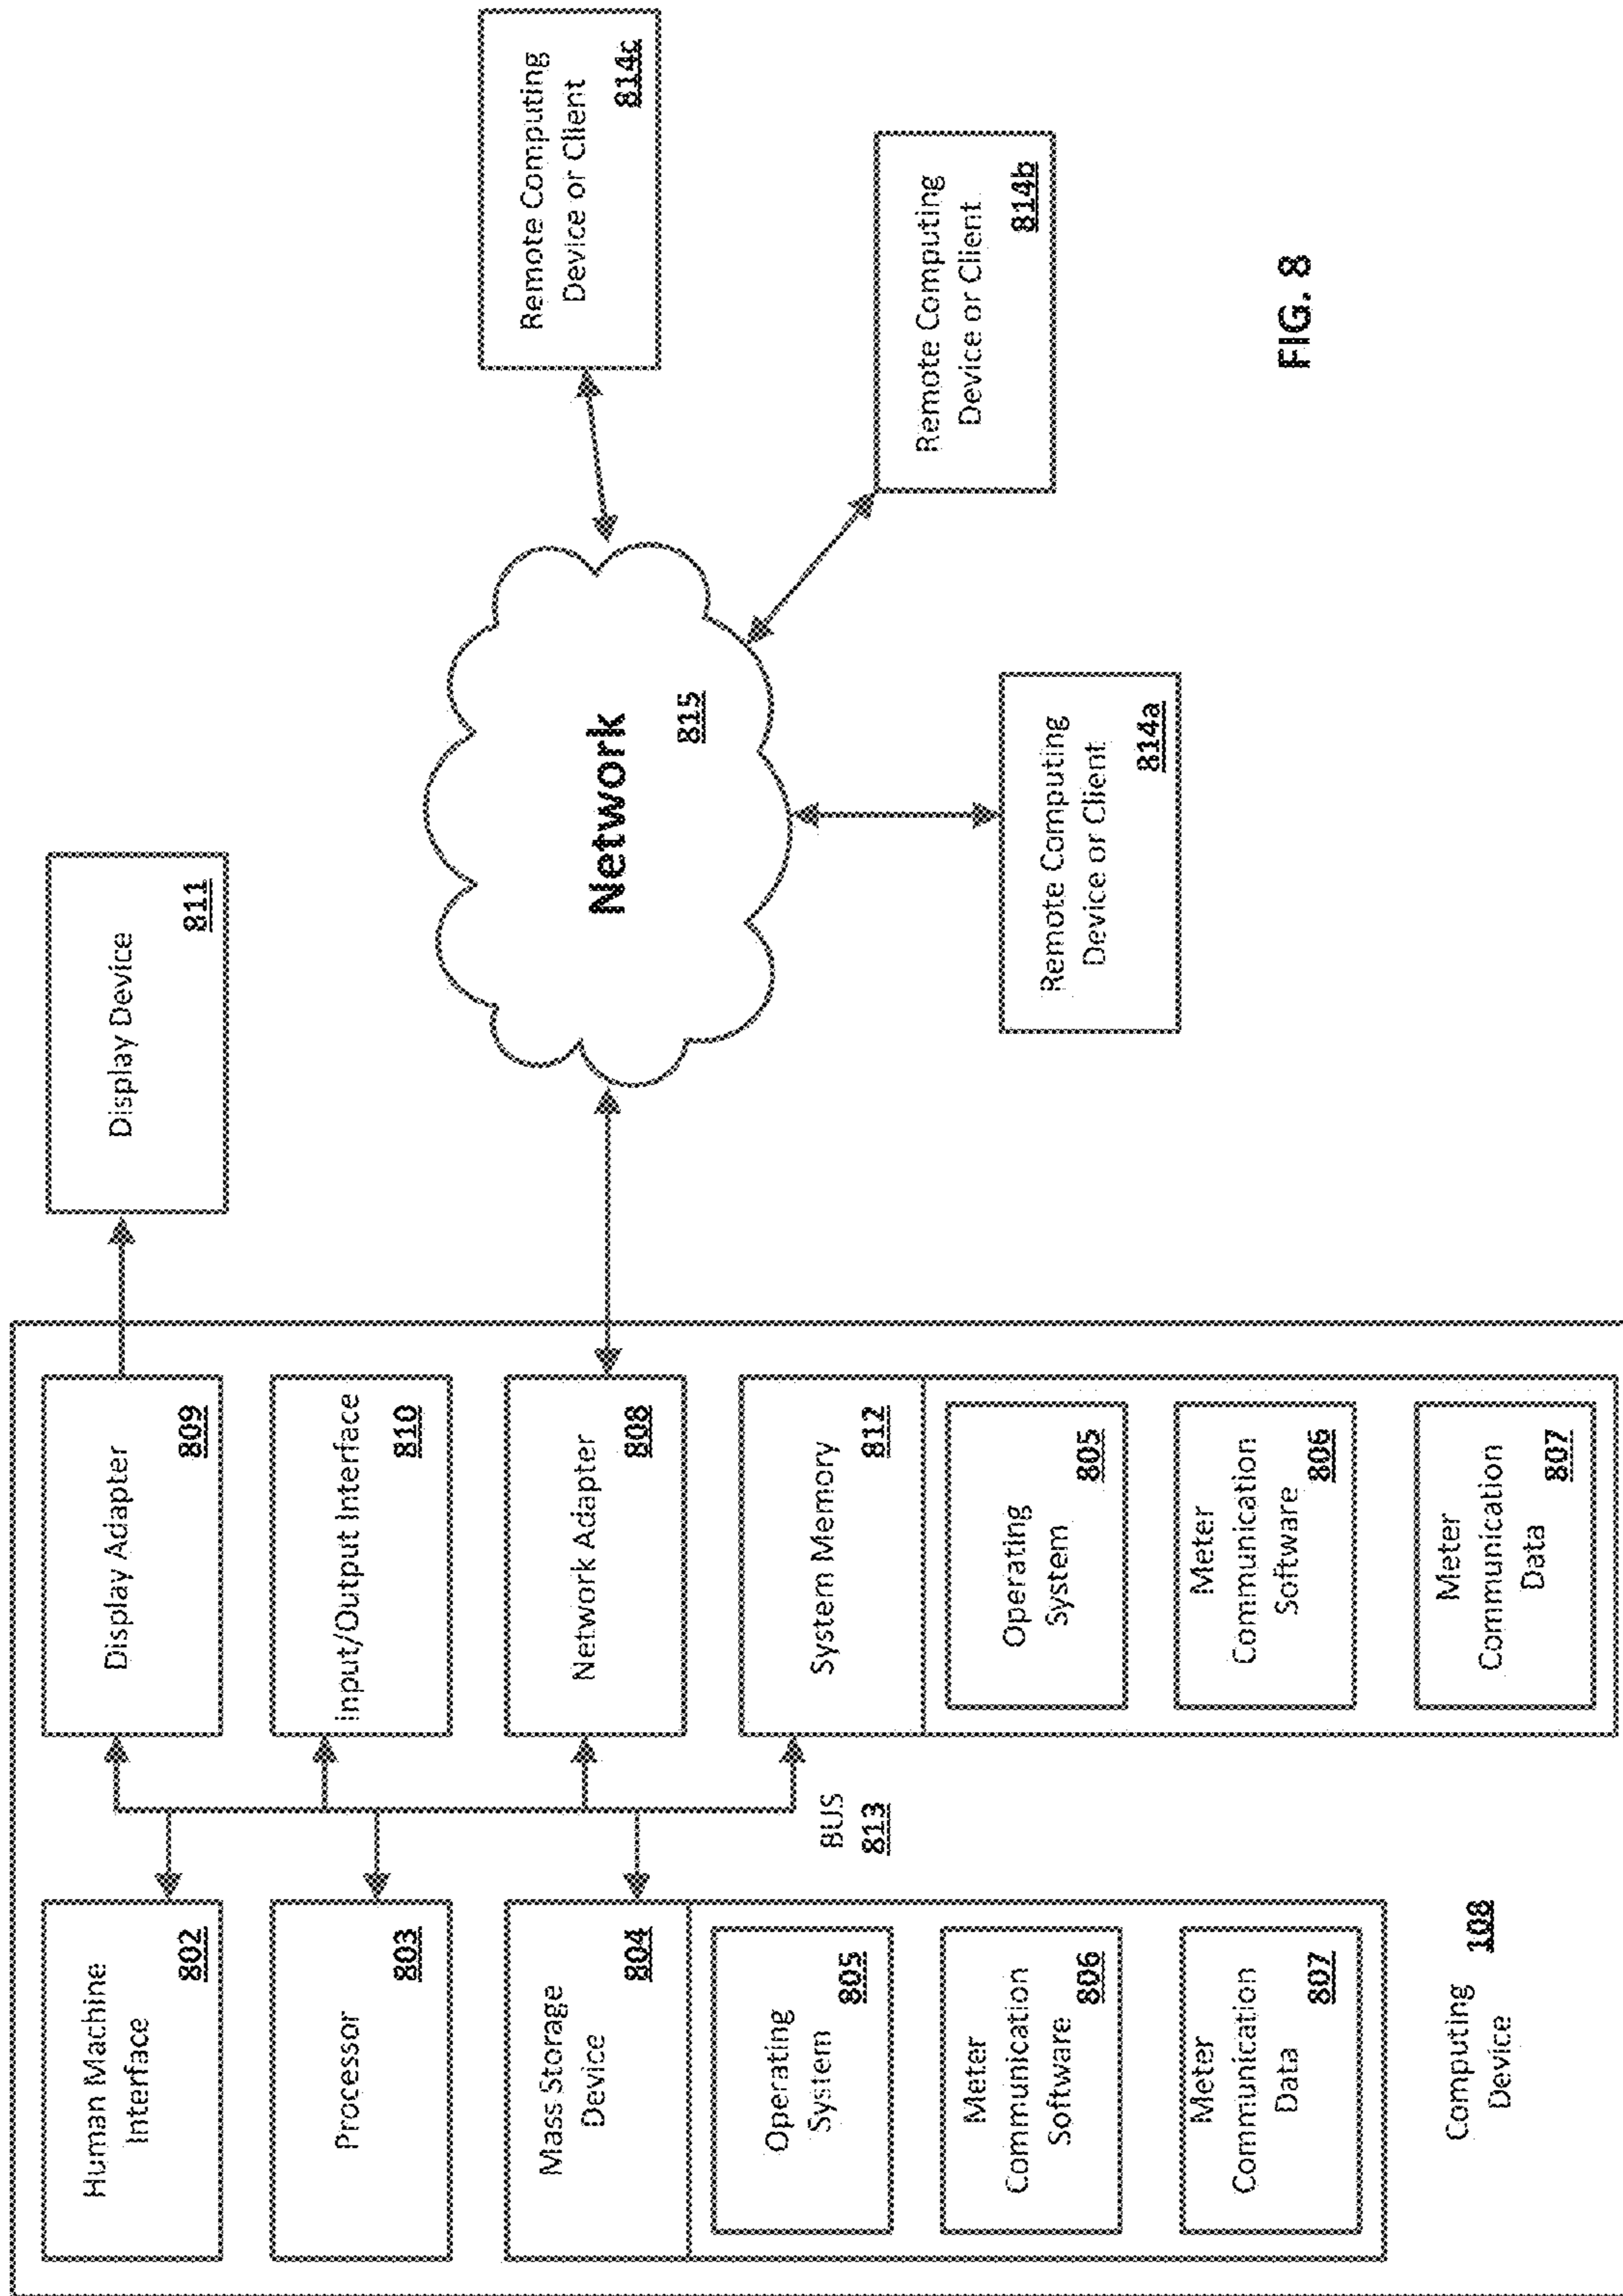 Human Machine
Interface
802
Processor
803
Mass Storage
Device
804
Operating
System
805
Meter
Communication
Software
806
Meter
Communication
Data
807
Computing
Device
108
BUS
813
Display Adapter
809
Input/Output Interface
810
Network Adapter
808
System Memory
812
Operating
System
805
Meter
Communication
Software
806
Meter
Communication
Data
807
Display Device
811
Network
815
Remote Computing
Device or Client
814a
Remote Computing
Device or Client
814b
Remote Computing
Device or Client
814c
FIG. 8